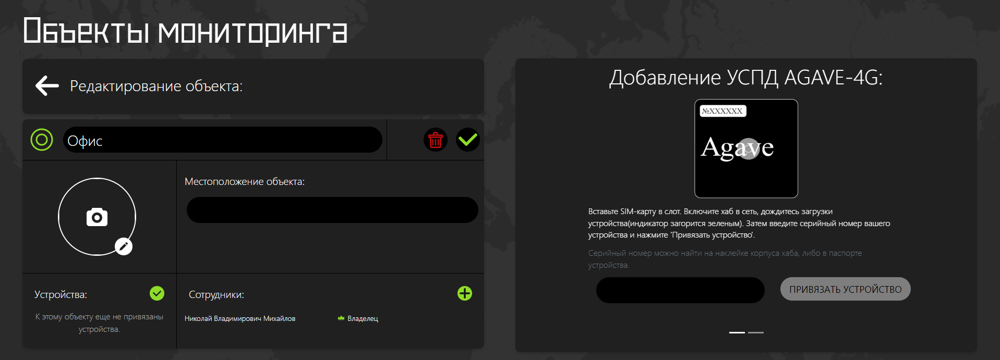 Объекты мониторинга
Редактирование объекта:
Офис
Местоположение объекта:
Устройства:
К этому объекту еще не привязаны
устройства.
Сотрудники:
Николай Владимирович Михайлов
Владелец
Добавление УСПД AGAVE-4G:
№XXXXXX
Agave
Вставьте SIM-карту в слот. Включите хаб в сеть, дождитесь загрузки
устройства(индикатор загорится зеленым). Затем введите серийный номер вашего
устройства и нажмите 'Привязать устройство'.
Серийный номер можно найти на наклейке корпуса хаба, либо в паспорте
устройства.
ПРИВЯЗАТЬ УСТРОЙСТВО